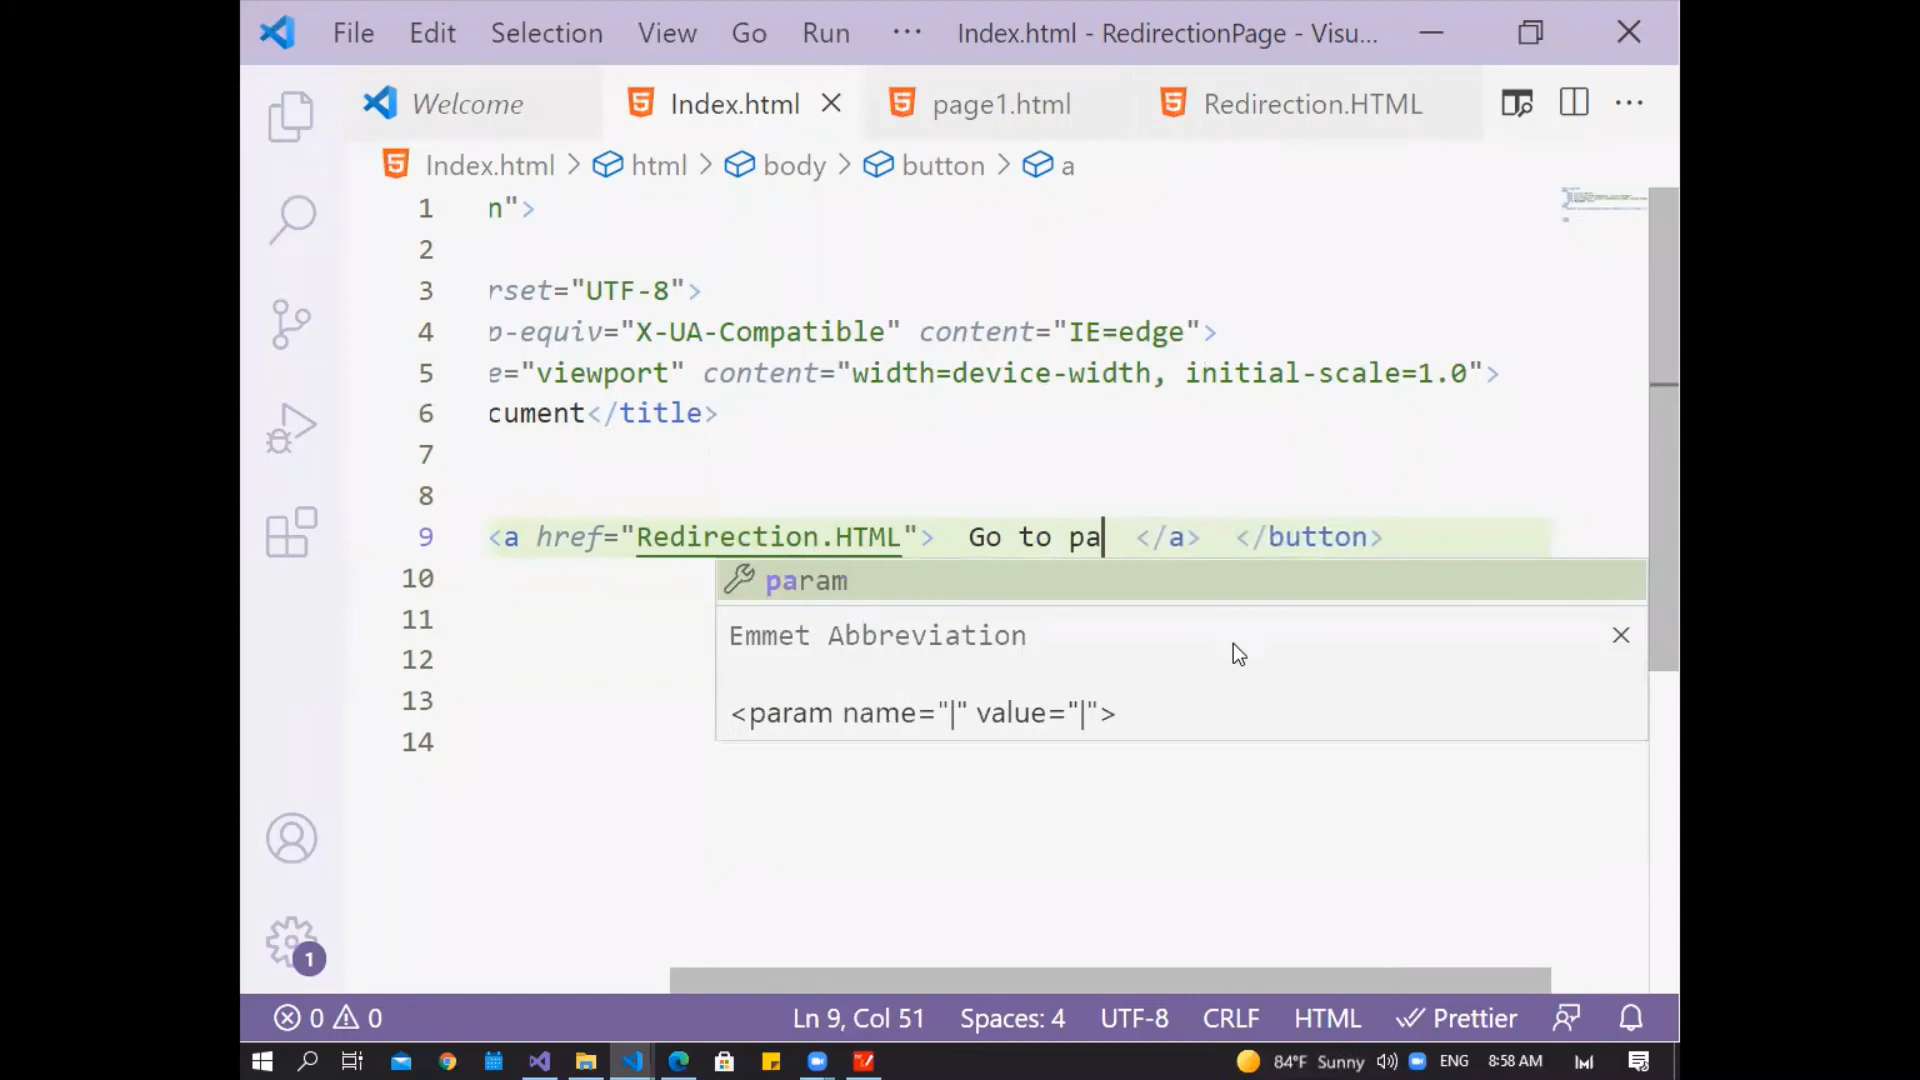 File Edit Selection View Go Run ··· Index.html - RedirectionPage - Visu...
Welcome Index.html page1.html Redirection.HTML
Index.html > html > body > button > a
1 n">
2
3 rset="UTF-8">
4 p-equiv="X-UA-Compatible" content="IE=edge">
5 e="viewport" content="width=device-width, initial-scale=1.0">
6 cument</title>
7
8
9 <a href="Redirection.HTML">  Go to pa  </a>  </button>
10
param
11
Emmet Abbreviation
12
13 <param name="|" value="|">
14
1
0 0 Ln 9, Col 51 Spaces: 4 UTF-8 CRLF HTML Prettier
84°F Sunny ENG 8:58 AM